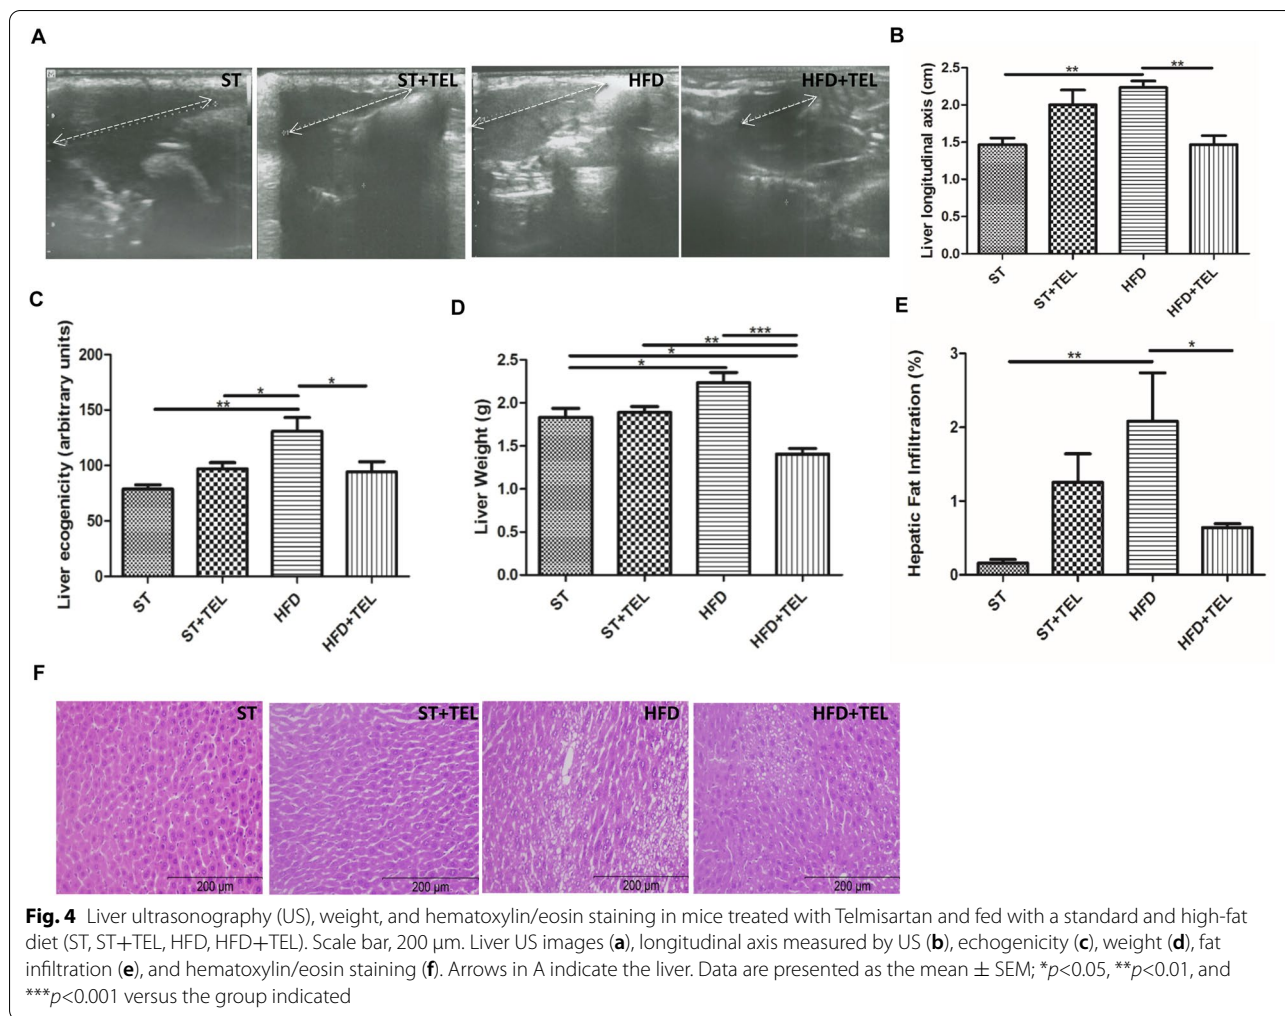 A
ST
ST+TEL
HFD
HFD+TEL
B
Liver longitudinal axis (cm)
2.5
2.0
1.5
1.0
0.5
0.0
**
**
ST
ST+TEL
HFD
HFD+TEL
C
Liver ecogenicity (arbitrary units)
200
150
100
50
0
*
*
**
ST
ST+TEL
HFD
HFD+TEL
D
Liver Weight (g)
2.5
2.0
1.5
1.0
0.5
0.0
***
**
*
*
ST
ST+TEL
HFD
HFD+TEL
E
Hepatic Fat Infiltration (%)
3
2
1
0
**
*
ST
ST+TEL
HFD
HFD+TEL
F
ST
ST+TEL
HFD
HFD+TEL
200 μm
200 μm
200 μm
200 μm
Fig. 4 Liver ultrasonography (US), weight, and hematoxylin/eosin staining in mice treated with Telmisartan and fed with a standard and high-fat
diet (ST, ST+TEL, HFD, HFD+TEL). Scale bar, 200 μm. Liver US images (a), longitudinal axis measured by US (b), echogenicity (c), weight (d), fat
infiltration (e), and hematoxylin/eosin staining (f). Arrows in A indicate the liver. Data are presented as the mean ± SEM; *p<0.05, **p<0.01, and
***p<0.001 versus the group indicated